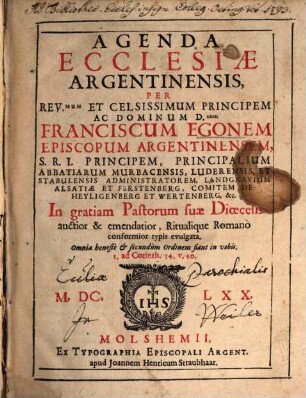 AGENDA
ECCLESIÆ
ARGENTINENSIS,
PER
REV.MUM ET CELSISSIMUM PRINCIPEM
AC DOMINUM D.NUM
FRANCISCUM EGONEM
EPISCOPUM ARGENTINENSEM,
S. R. I. PRINCIPEM, PRINCIPALIUM
ABBATIARUM MURBACENSIS, LUDERENSIS, ET
STABULENSIS ADMINISTRATOREM, LANDGRAVIUM
ALSATIÆ ET FÜRSTENBERG, COMITEM DE
HEYLIGENBERG ET WERTENBERG, &c.
In gratiam Pastorum suæ Diœcesis
auctior & emendatior, Ritualique Romano
conformior typis evulgata.
Omnia honestè & secundùm Ordinem fiant in vobis.
1. ad Corinth. 14. v. 40.
Parochialis
M. DC. IHS LXX.
In Weiler
MOLSHEMII,
EX TYPOGRAPHIA EPISCOPALI ARGENT.
apud Joannem Henricum Straubhaar.